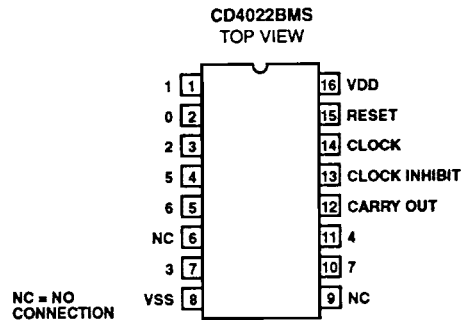 CD4022BMS
TOP VIEW
1 1 16 VDD
0 2 15 RESET
2 3 14 CLOCK
5 4 13 CLOCK INHIBIT
6 5 12 CARRY OUT
NC 6 11 4
3 7 10 7
VSS 8 9 NC
NC = NO
CONNECTION